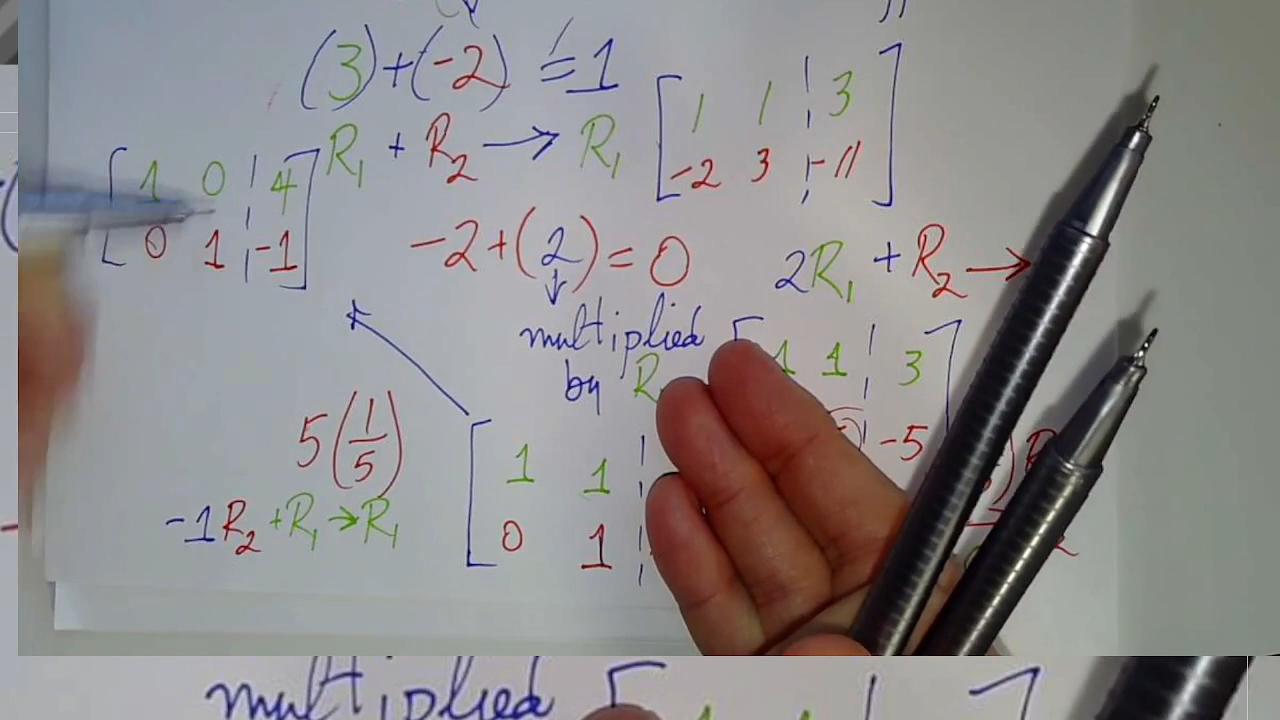 (3)+(-2) = 1
R₁ + R₂ → R₁
[ 1 1 ¦ 3 ]
[ -2 3 ¦ -11 ]
[ 1 0 ¦ 4 ]
[ 0 1 ¦ -1 ]
-2+(2)=0
2R₁ + R₂ →
multiplied
by R
1 1 ¦ 3 ]
-5 ]
5(1/5)
-1R₂ + R₁ → R₁
[ 1 1 ¦
[ 0 1 ¦
multiplied